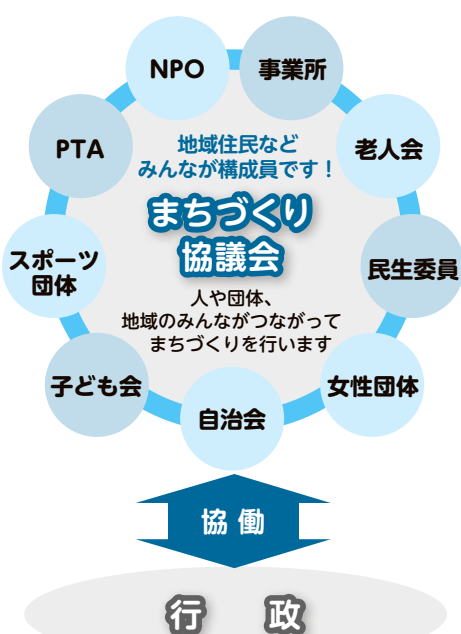 NPO
事業所
PTA
老人会
地域住民など
みんなが構成員です！
まちづくり
協議会
スポーツ
団体
民生委員
人や団体、
地域のみんながつながって
まちづくりを行います
子ども会
女性団体
自治会
協働
行政